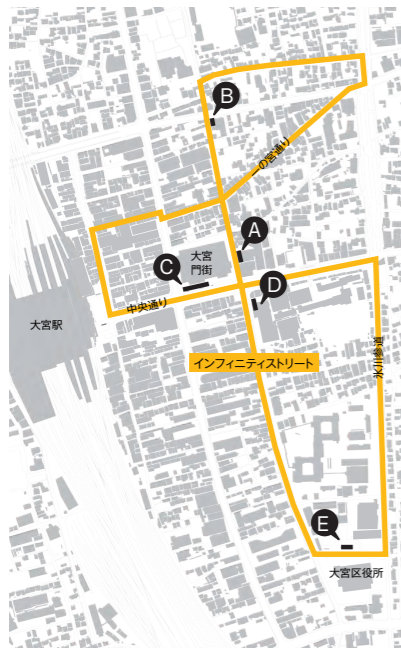 B
一の宮通り
A
大宮
門街
C
D
中央通り
大宮駅
氷川参道
インフィニティストリート
E
大宮区役所